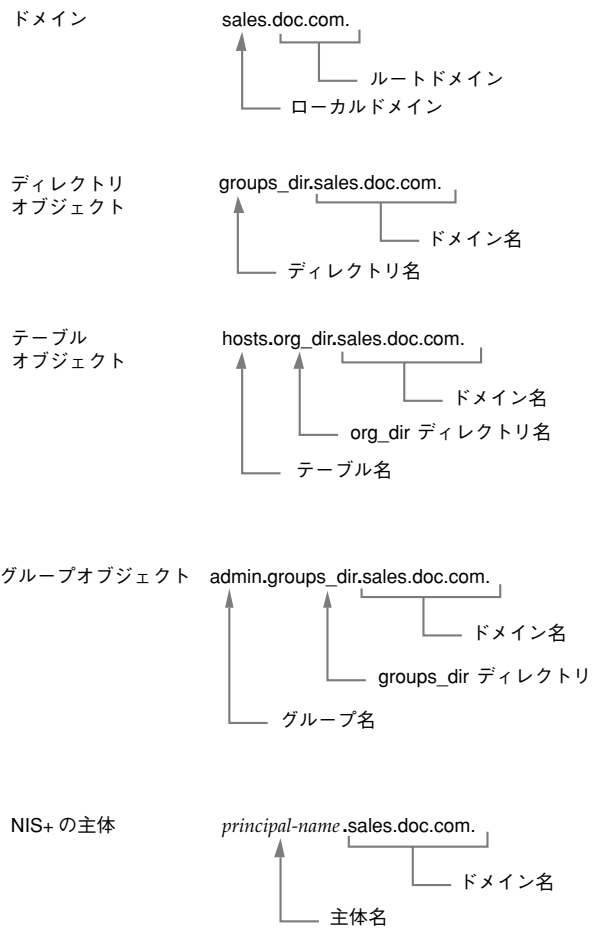 ドメイン
sales.doc.com.
ルートドメイン
ローカルドメイン
ディレクトリ
オブジェクト
groups_dir.sales.doc.com.
ドメイン名
ディレクトリ名
テーブル
オブジェクト
hosts.org_dir.sales.doc.com.
ドメイン名
org_dir ディレクトリ名
テーブル名
グループオブジェクト
admin.groups_dir.sales.doc.com.
ドメイン名
groups_dir ディレクトリ
グループ名
NIS+ の主体
principal-name.sales.doc.com.
ドメイン名
主体名